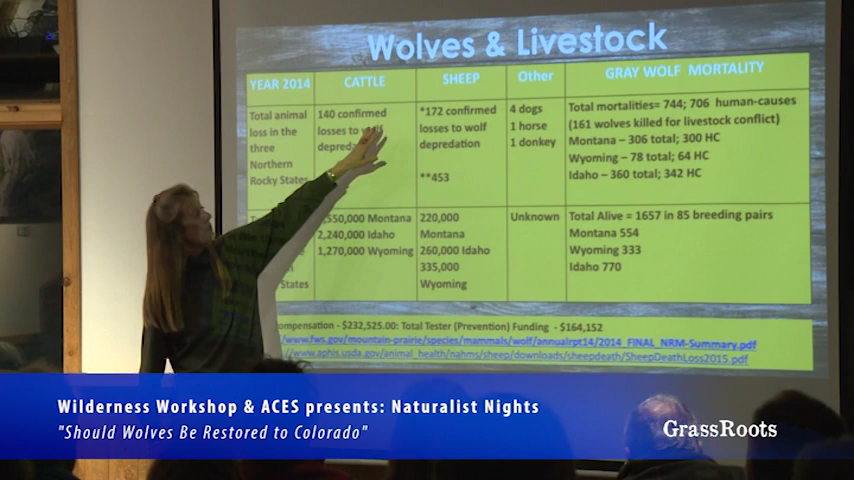 Wolves & Livestock
YEAR 2014 CATTLE SHEEP Other GRAY WOLF MORTALITY
Total animal
loss in the
three
Northern
Rocky States
140 confirmed
losses to wolf
depredation
*172 confirmed
losses to wolf
depredation
**453
4 dogs
1 horse
1 donkey
Total mortalities= 744; 706 human-causes
(161 wolves killed for livestock conflict)
Montana – 306 total; 300 HC
Wyoming – 78 total; 64 HC
Idaho – 360 total; 342 HC
States
,550,000 Montana
2,240,000 Idaho
1,270,000 Wyoming
220,000
Montana
260,000 Idaho
335,000
Wyoming
Unknown
Total Alive = 1657 in 85 breeding pairs
Montana 554
Wyoming 333
Idaho 770
ompensation - $232,525.00: Total Tester (Prevention) Funding - $164,152
/www.fws.gov/mountain-prairie/species/mammals/wolf/annualrpt14/2014_FINAL_NRM-Summary.pdf
//www.aphis.usda.gov/animal_health/nahms/sheep/downloads/sheepdeath/SheepDeathLoss2015.pdf
Wilderness Workshop & ACES presents: Naturalist Nights
"Should Wolves Be Restored to Colorado"
GrassRoots